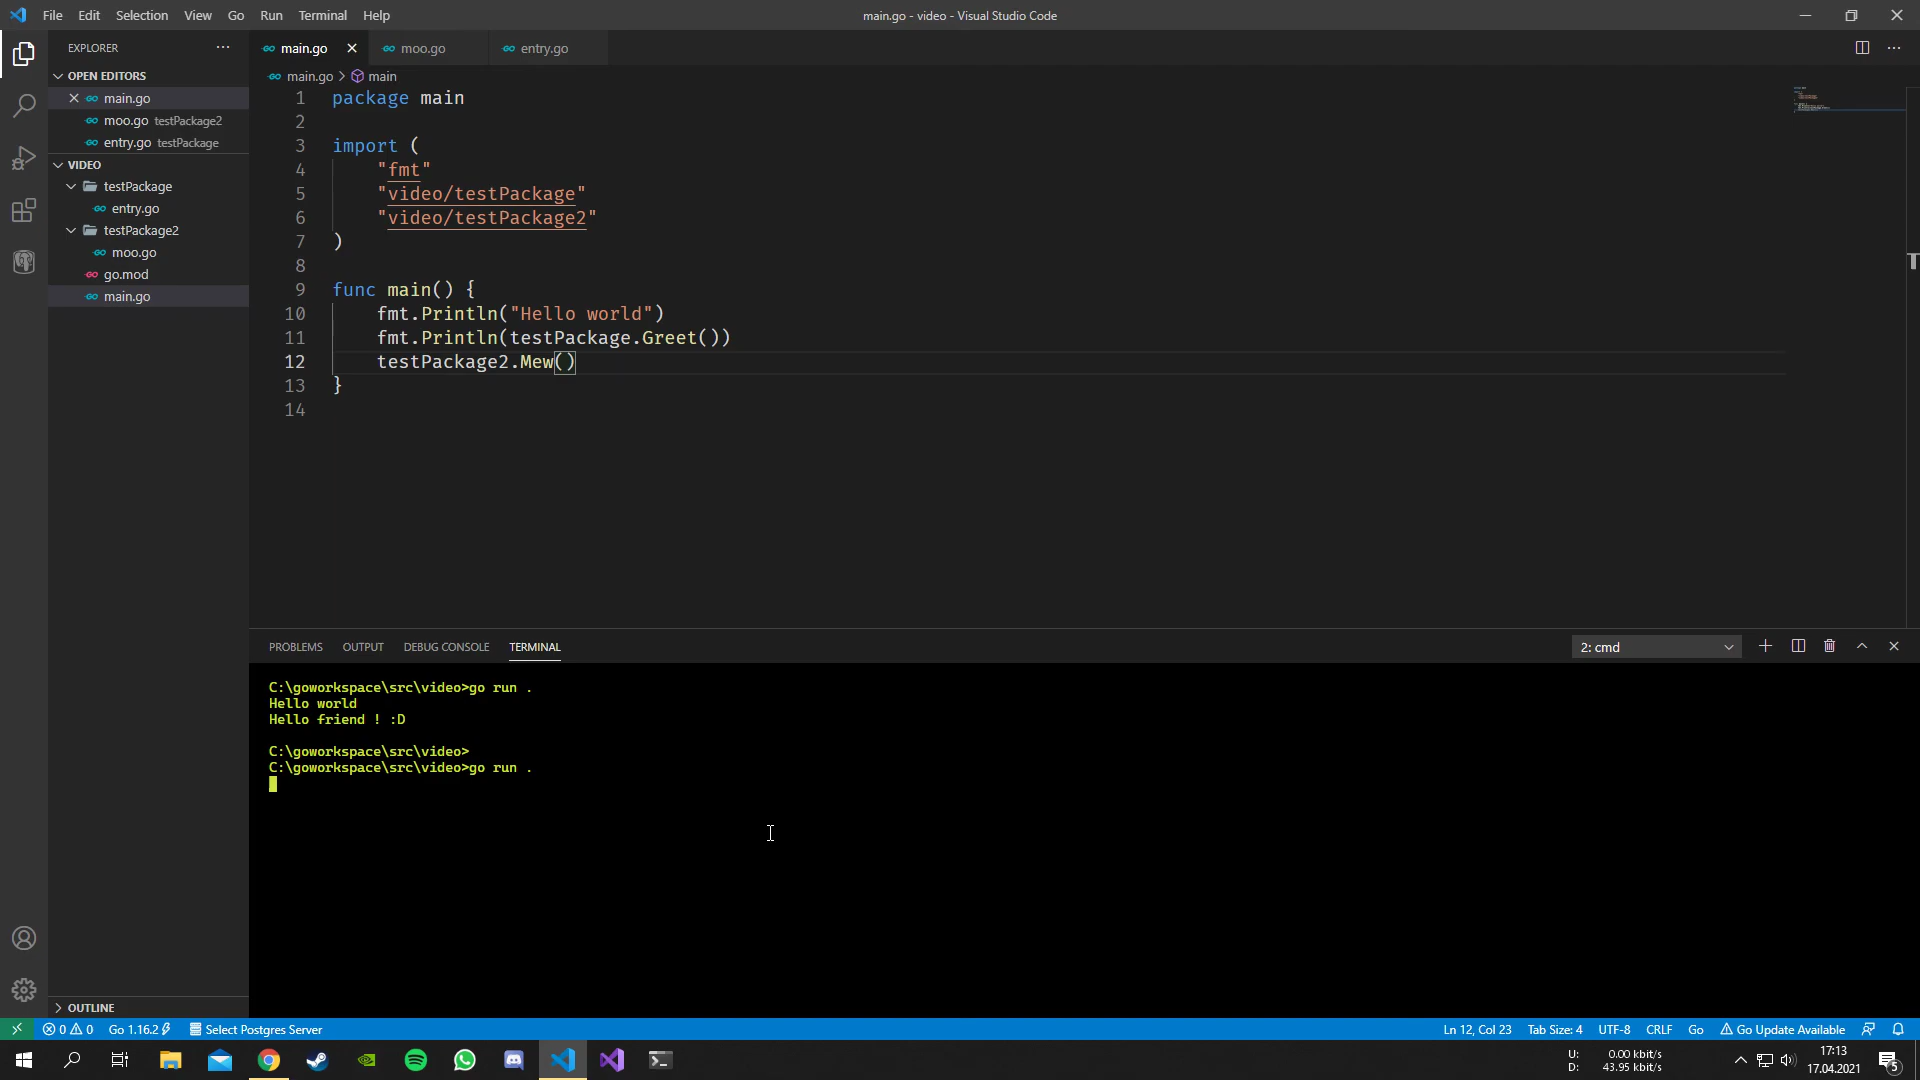 File Edit Selection View Go Run Terminal Help
main.go - video - Visual Studio Code
EXPLORER
OPEN EDITORS
main.go
moo.go testPackage2
entry.go testPackage
VIDEO
testPackage
entry.go
testPackage2
moo.go
go.mod
main.go
OUTLINE
main.go moo.go entry.go
main.go > main
1 package main
2
3 import (
4 "fmt"
5 "video/testPackage"
6 "video/testPackage2"
7 )
8
9 func main() {
10 fmt.Println("Hello world")
11 fmt.Println(testPackage.Greet())
12 testPackage2.Mew()
13 }
14
PROBLEMS OUTPUT DEBUG CONSOLE TERMINAL
2: cmd
C:\goworkspace\src\video>go run .
Hello world
Hello friend ! :D
C:\goworkspace\src\video>
C:\goworkspace\src\video>go run .
0 0 Go 1.16.2 Select Postgres Server
Ln 12, Col 23 Tab Size: 4 UTF-8 CRLF Go Go Update Available
U: 0.00 kbit/s
D: 43.95 kbit/s
17:13
17.04.2021
5